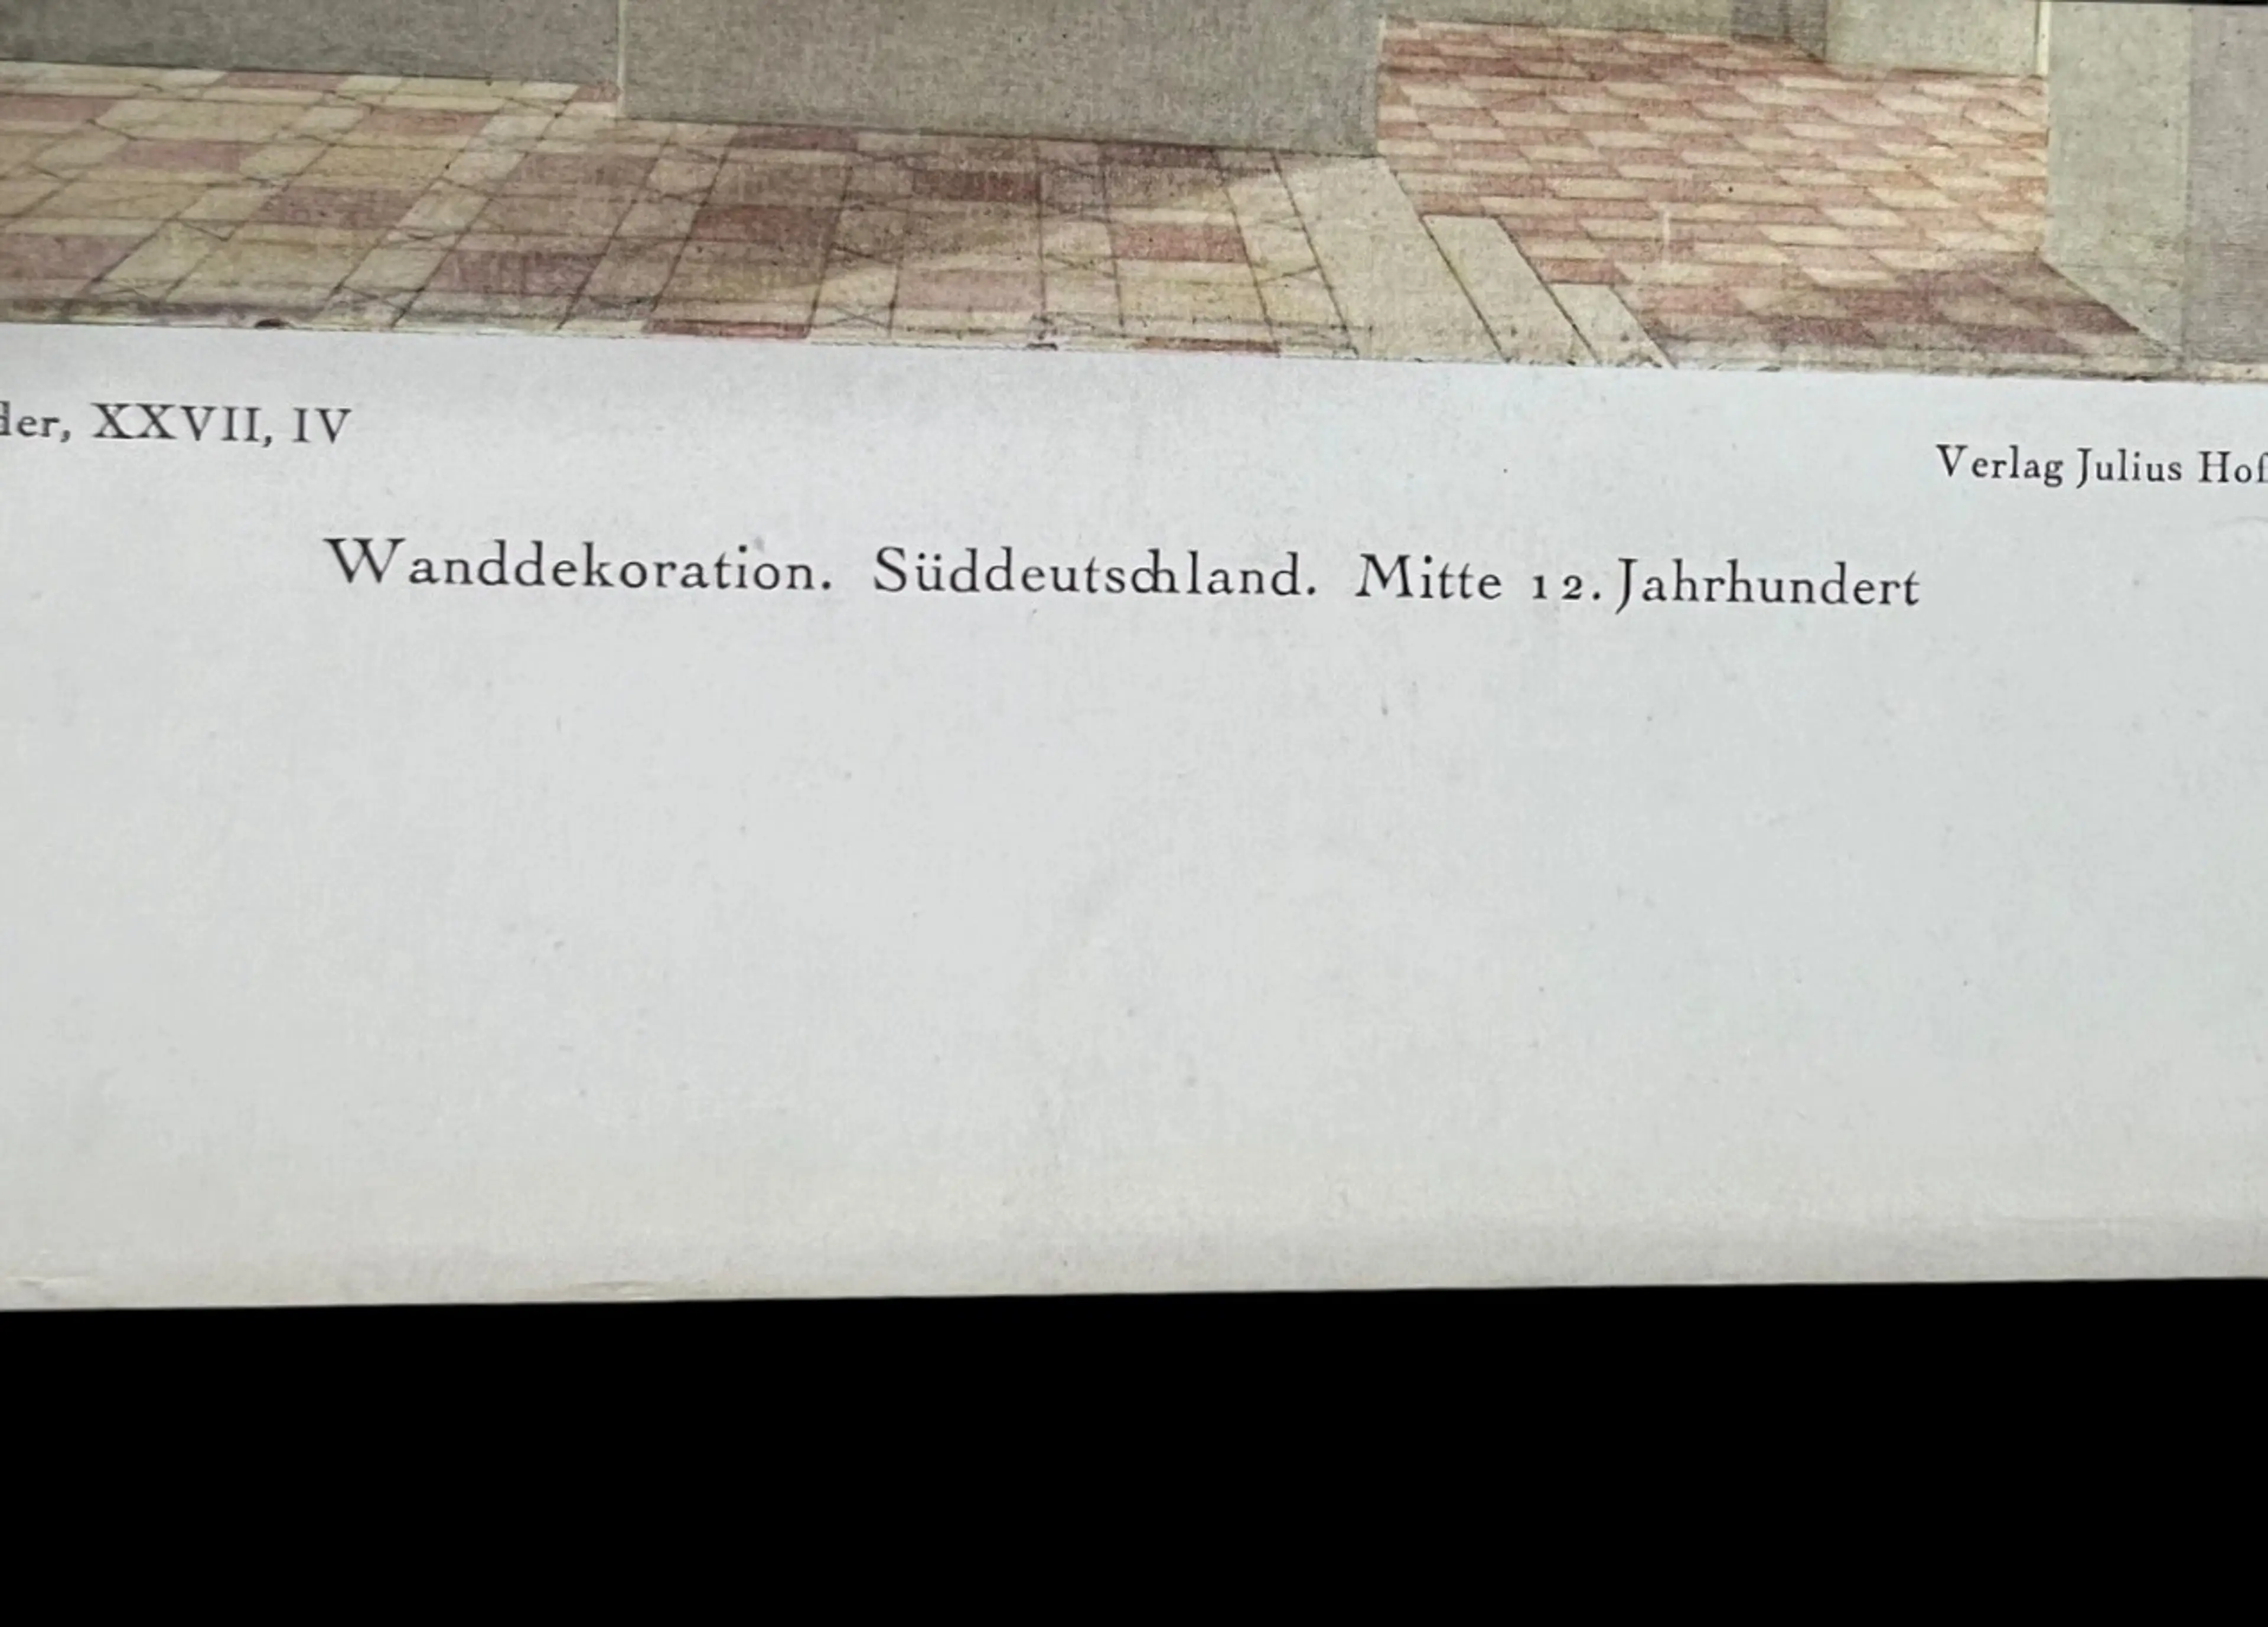 der, XXVII, IV
Verlag Julius Hof
Wanddekoration. Süddeutschland. Mitte 12. Jahrhundert